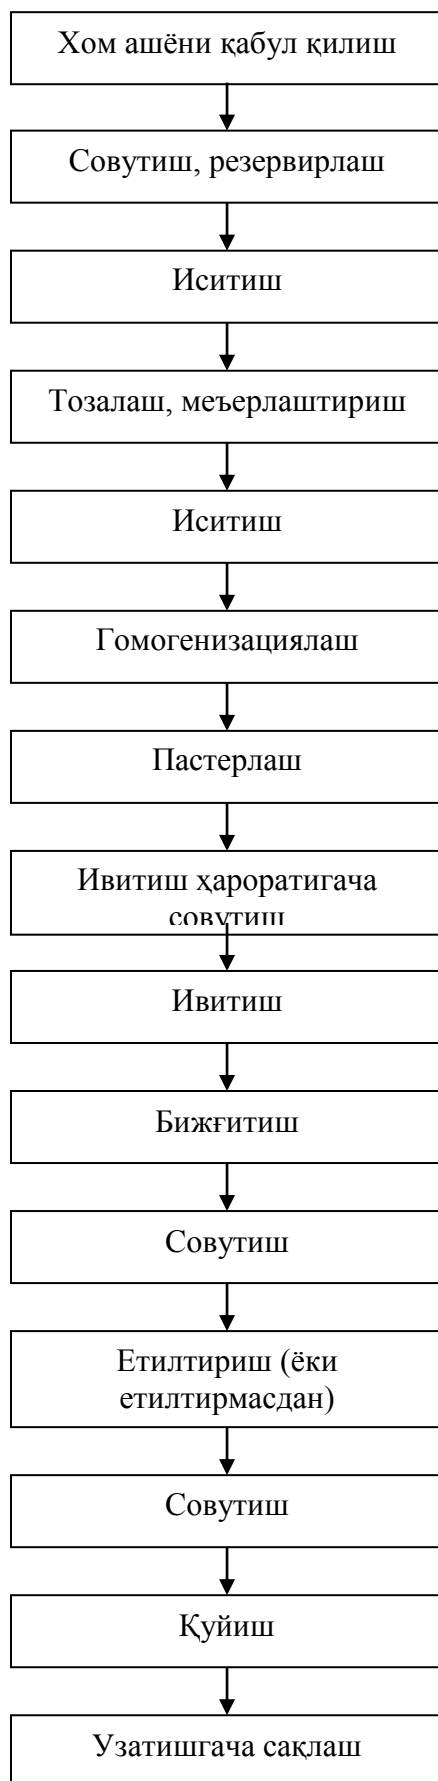 Хом ашёни қабул қилиш
Совутиш, резервирлаш
Иситиш
Тозалаш, меъерлаштириш
Иситиш
Гомогенизациялаш
Пастерлаш
Ивитиш ҳароратигача
совутиш
Ивитиш
Бижғитиш
Совутиш
Етилтириш (ёки
етилтирмасдан)
Совутиш
Қуйиш
Узатишгача сақлаш